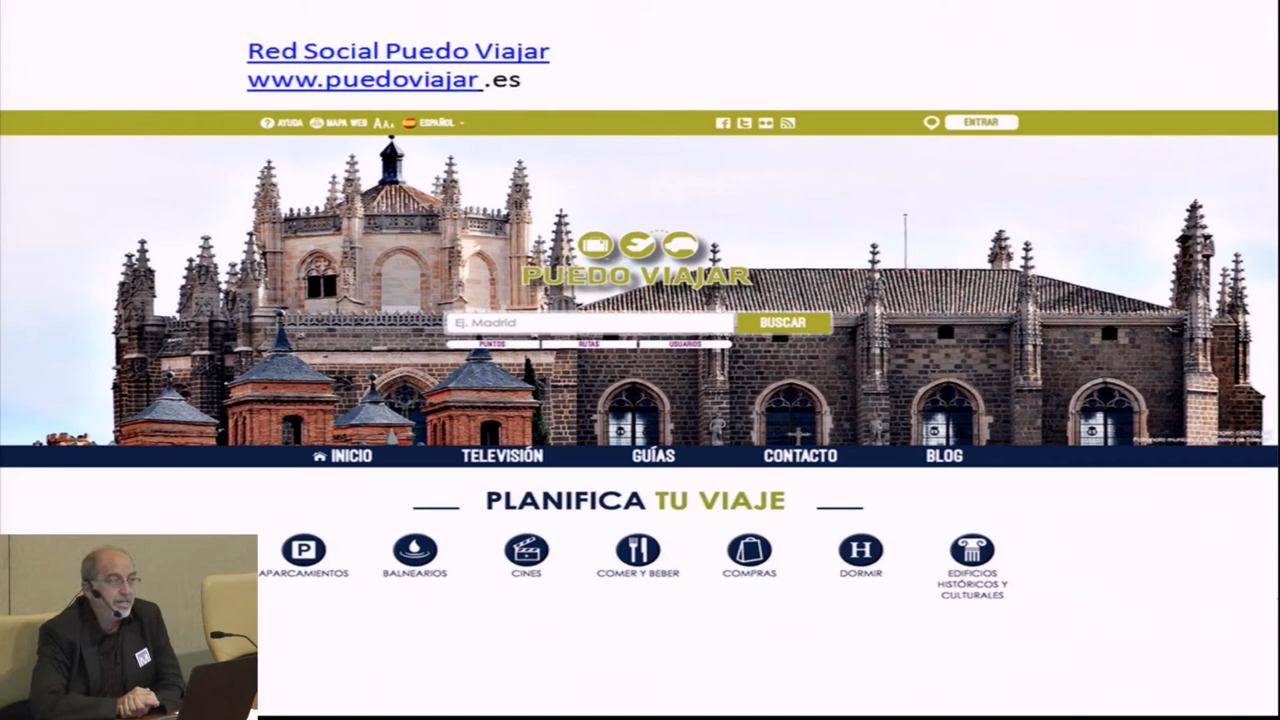 Red Social Puedo Viajar
www.puedoviajar .es
? AYUDA MAPA WEB AAA ESPAÑOL
ENTRAR
PUEDO VIAJAR
Ej. Madrid BUSCAR
PUNTOS RUTAS USUARIOS
INICIO TELEVISIÓN GUÍAS CONTACTO BLOG
PLANIFICA TU VIAJE
P H
APARCAMIENTOS BALNEARIOS CINES COMER Y BEBER COMPRAS DORMIR EDIFICIOS
HISTÓRICOS Y
CULTURALES